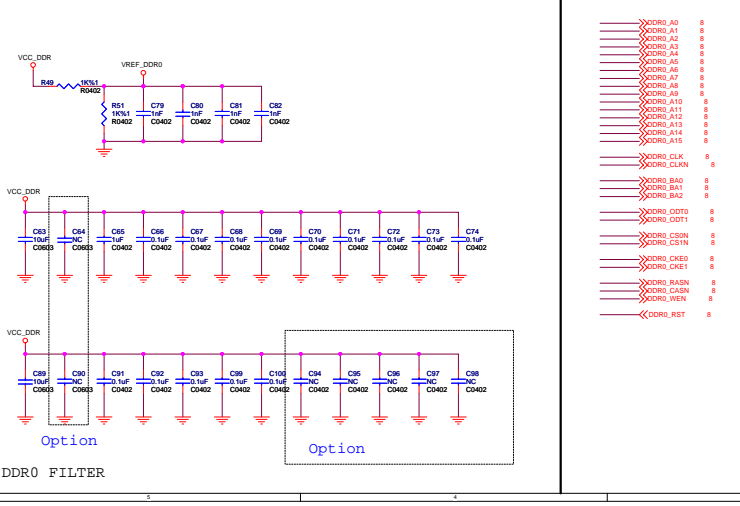 VCC_DDR
VREF_DDR0
R49 1K%1 R0402
R51 1K%1 R0402
C79 1nF C0402
C80 1nF C0402
C81 1nF C0402
C82 1nF C0402
VCC_DDR
C63 10uF C0603
C64 NC C0603
C65 1uF C0402
C66 0.1uF C0402
C67 0.1uF C0402
C68 0.1uF C0402
C69 0.1uF C0402
C70 0.1uF C0402
C71 0.1uF C0402
C72 0.1uF C0402
C73 0.1uF C0402
C74 0.1uF C0402
VCC_DDR
C89 10uF C0603
C90 NC C0603
C91 0.1uF C0402
C92 0.1uF C0402
C93 0.1uF C0402
C99 0.1uF C0402
C100 0.1uF C0402
C94 NC C0402
C95 NC C0402
C96 NC C0402
C97 NC C0402
C98 NC C0402
Option
Option
DDR0 FILTER
5
4
DDR0_A0 8
DDR0_A1 8
DDR0_A2 8
DDR0_A3 8
DDR0_A4 8
DDR0_A5 8
DDR0_A6 8
DDR0_A7 8
DDR0_A8 8
DDR0_A9 8
DDR0_A10 8
DDR0_A11 8
DDR0_A12 8
DDR0_A13 8
DDR0_A14 8
DDR0_A15 8
DDR0_CLK 8
DDR0_CLKN 8
DDR0_BA0 8
DDR0_BA1 8
DDR0_BA2 8
DDR0_ODT0 8
DDR0_ODT1 8
DDR0_CS0N 8
DDR0_CS1N 8
DDR0_CKE0 8
DDR0_CKE1 8
DDR0_RASN 8
DDR0_CASN 8
DDR0_WEN 8
DDR0_RST 8